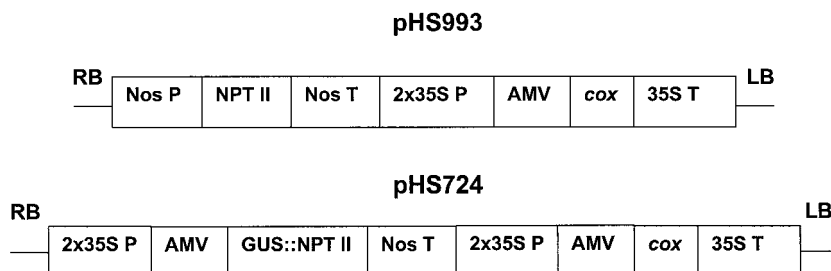 pHS993
RB LB
Nos P NPT II Nos T 2x35S P AMV cox 35S T
pHS724
RB LB
2x35S P AMV GUS::NPT II Nos T 2x35S P AMV cox 35S T